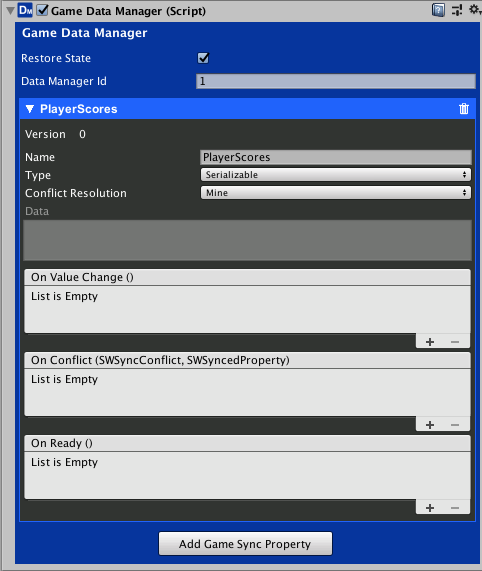 DM Game Data Manager (Script)
Game Data Manager
Restore State
Data Manager Id 1
PlayerScores
Version 0
Name PlayerScores
Type Serializable
Conflict Resolution Mine
Data
On Value Change ()
List is Empty
+ −
On Conflict (SWSyncConflict, SWSyncedProperty)
List is Empty
+ −
On Ready ()
List is Empty
+ −
Add Game Sync Property